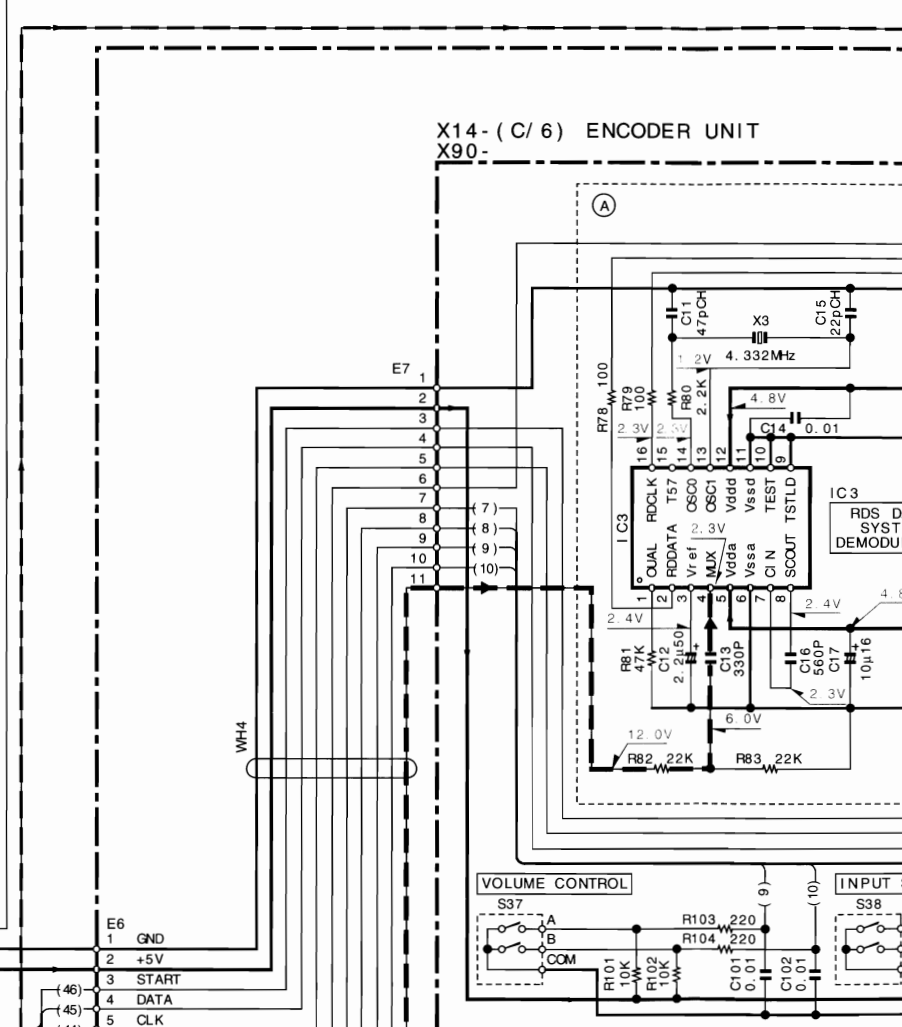 X14-(C/6) ENCODER UNIT
X90-
A
C11
47pCH
C15
22pCH
X3
4.332MHz
1.2V
E7
1
2
3
4
5
6
7
8
9
10
11
R78 100
R79
100
R80
2.2K
4.8V
C14 0.01
2.3V
2.3V
16 15 14 13 12 11 10 9
RDCLK
T57
OSC0
OSC1
Vddd
Vssd
TEST
TSTLD
IC3
2.3V
QUAL
RDDATA
Vref
MUX
Vdda
Vssa
CIN
SCOUT
1 2 3 4 5 6 7 8
IC3
RDS D
SYST
DEMODU
(7)
(8)
(9)
(10)
2.4V
2.4V
4.8
R81
47K
C12
2.2μ50
+
C13
330P
C16
560P
C17
10μ16
+
2.3V
6.0V
12.0V
R82 22K
R83 22K
WH4
VOLUME CONTROL
S37
A
B
COM
R103 220
R104 220
R101
10K
R102
10K
C101
0.01
C102
0.01
(9)
(10)
INPUT
S38
E6
1 GND
2 +5V
3 START
(46)
4 DATA
(45)
5 CLK